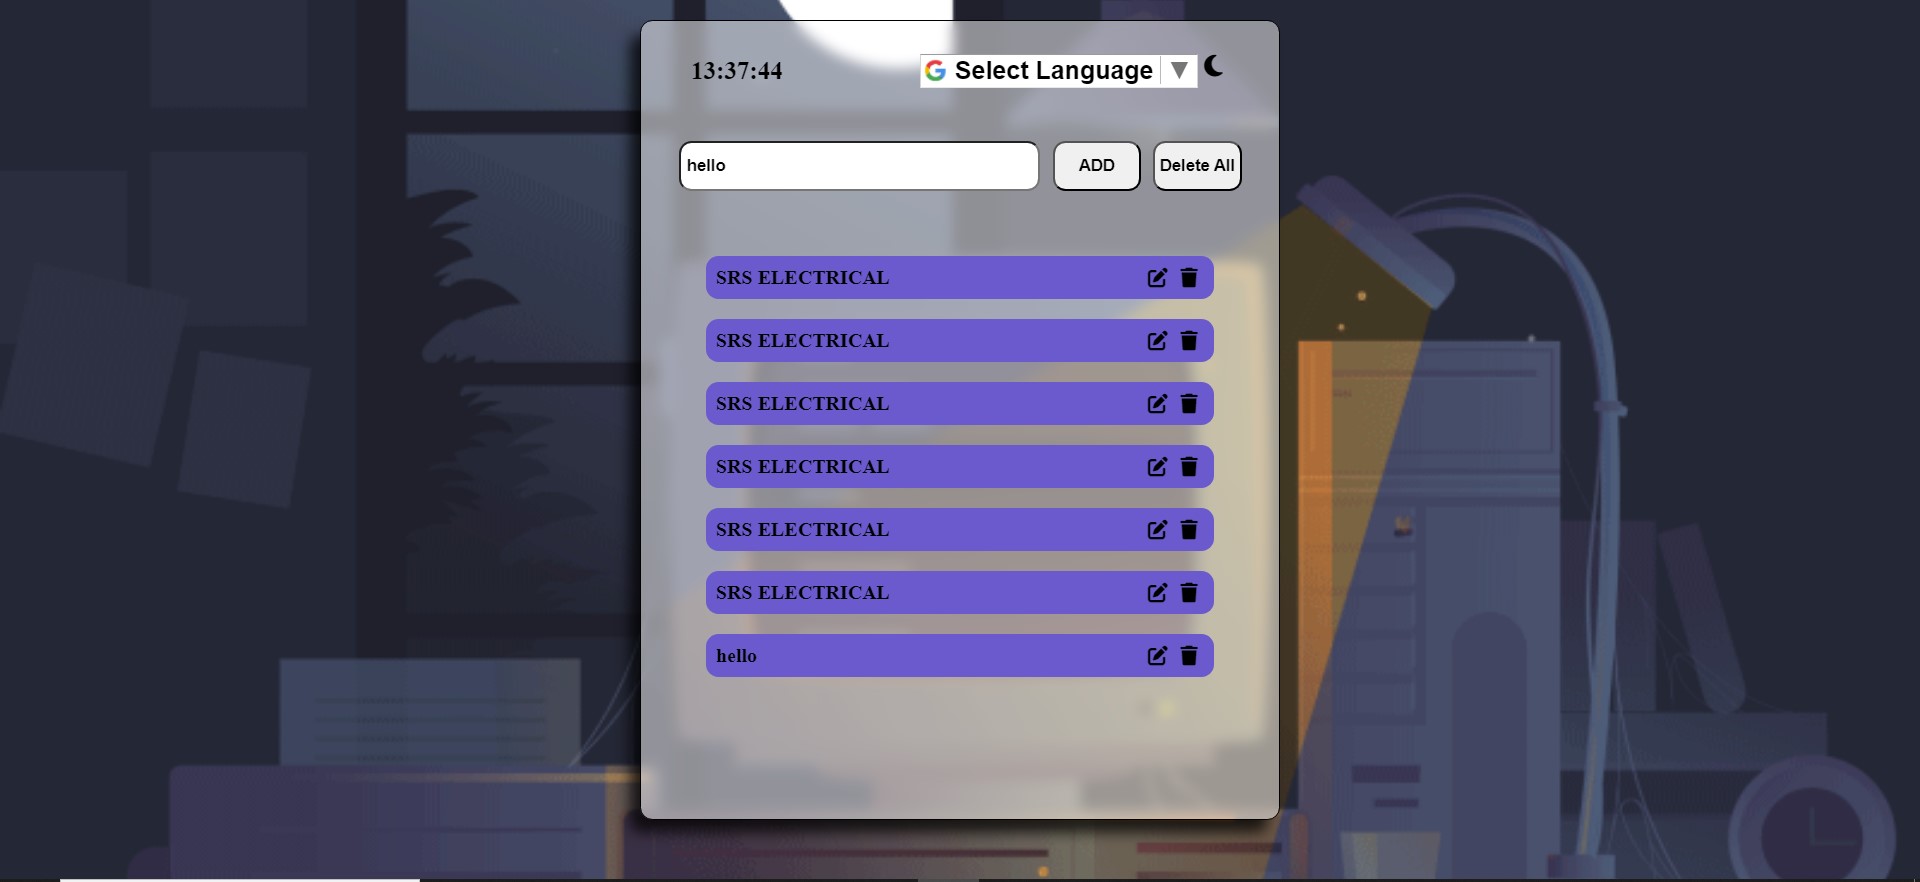 13:37:44
Select Language ▼
hello
ADD
Delete All
SRS ELECTRICAL
SRS ELECTRICAL
SRS ELECTRICAL
SRS ELECTRICAL
SRS ELECTRICAL
SRS ELECTRICAL
hello